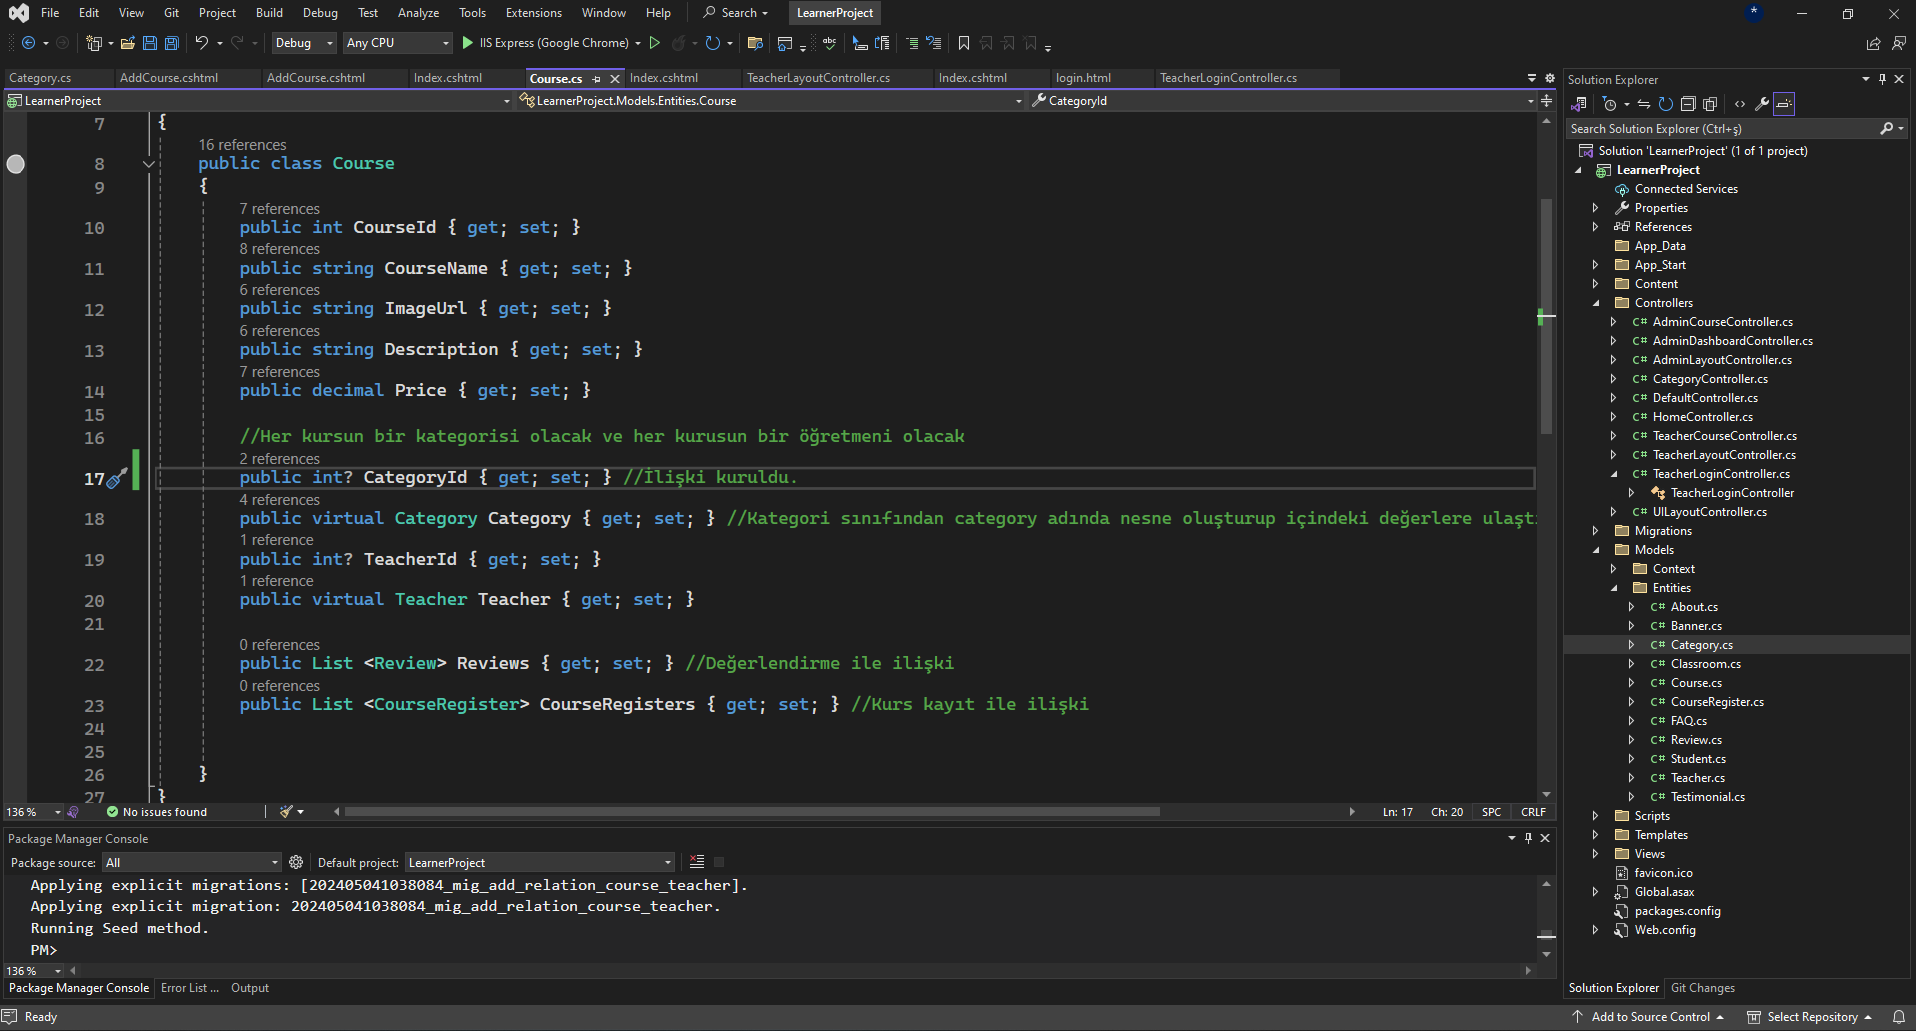 File Edit View Git Project Build Debug Test Analyze Tools Extensions Window Help Search LearnerProject
Debug Any CPU IIS Express (Google Chrome)
Category.cs AddCourse.cshtml AddCourse.cshtml Index.cshtml Course.cs Index.cshtml TeacherLayoutController.cs Index.cshtml login.html TeacherLoginController.cs
LearnerProject LearnerProject.Models.Entities.Course CategoryId
7 {
16 references
8 public class Course
9 {
7 references
10 public int CourseId { get; set; }
8 references
11 public string CourseName { get; set; }
6 references
12 public string ImageUrl { get; set; }
6 references
13 public string Description { get; set; }
7 references
14 public decimal Price { get; set; }
15
16 //Her kursun bir kategorisi olacak ve her kurusun bir öğretmeni olacak
2 references
17 public int? CategoryId { get; set; } //İlişki kuruldu.
4 references
18 public virtual Category Category { get; set; } //Kategori sınıfından category adında nesne oluşturup içindeki değerlere ulaştı
1 reference
19 public int? TeacherId { get; set; }
1 reference
20 public virtual Teacher Teacher { get; set; }
21
0 references
22 public List <Review> Reviews { get; set; } //Değerlendirme ile ilişki
0 references
23 public List <CourseRegister> CourseRegisters { get; set; } //Kurs kayıt ile ilişki
24
25
26 }
27 }
136 % No issues found Ln: 17 Ch: 20 SPC CRLF
Package Manager Console
Package source: All Default project: LearnerProject
Applying explicit migrations: [202405041038084_mig_add_relation_course_teacher].
Applying explicit migration: 202405041038084_mig_add_relation_course_teacher.
Running Seed method.
PM>
136 %
Package Manager Console Error List ... Output
Solution Explorer
Search Solution Explorer (Ctrl+ş)
Solution 'LearnerProject' (1 of 1 project)
LearnerProject
Connected Services
Properties
References
App_Data
App_Start
Content
Controllers
C# AdminCourseController.cs
C# AdminDashboardController.cs
C# AdminLayoutController.cs
C# CategoryController.cs
C# DefaultController.cs
C# HomeController.cs
C# TeacherCourseController.cs
C# TeacherLayoutController.cs
C# TeacherLoginController.cs
TeacherLoginController
C# UILayoutController.cs
Migrations
Models
Context
Entities
C# About.cs
C# Banner.cs
C# Category.cs
C# Classroom.cs
C# Course.cs
C# CourseRegister.cs
C# FAQ.cs
C# Review.cs
C# Student.cs
C# Teacher.cs
C# Testimonial.cs
Scripts
Templates
Views
favicon.ico
Global.asax
packages.config
Web.config
Solution Explorer Git Changes
Ready Add to Source Control Select Repository